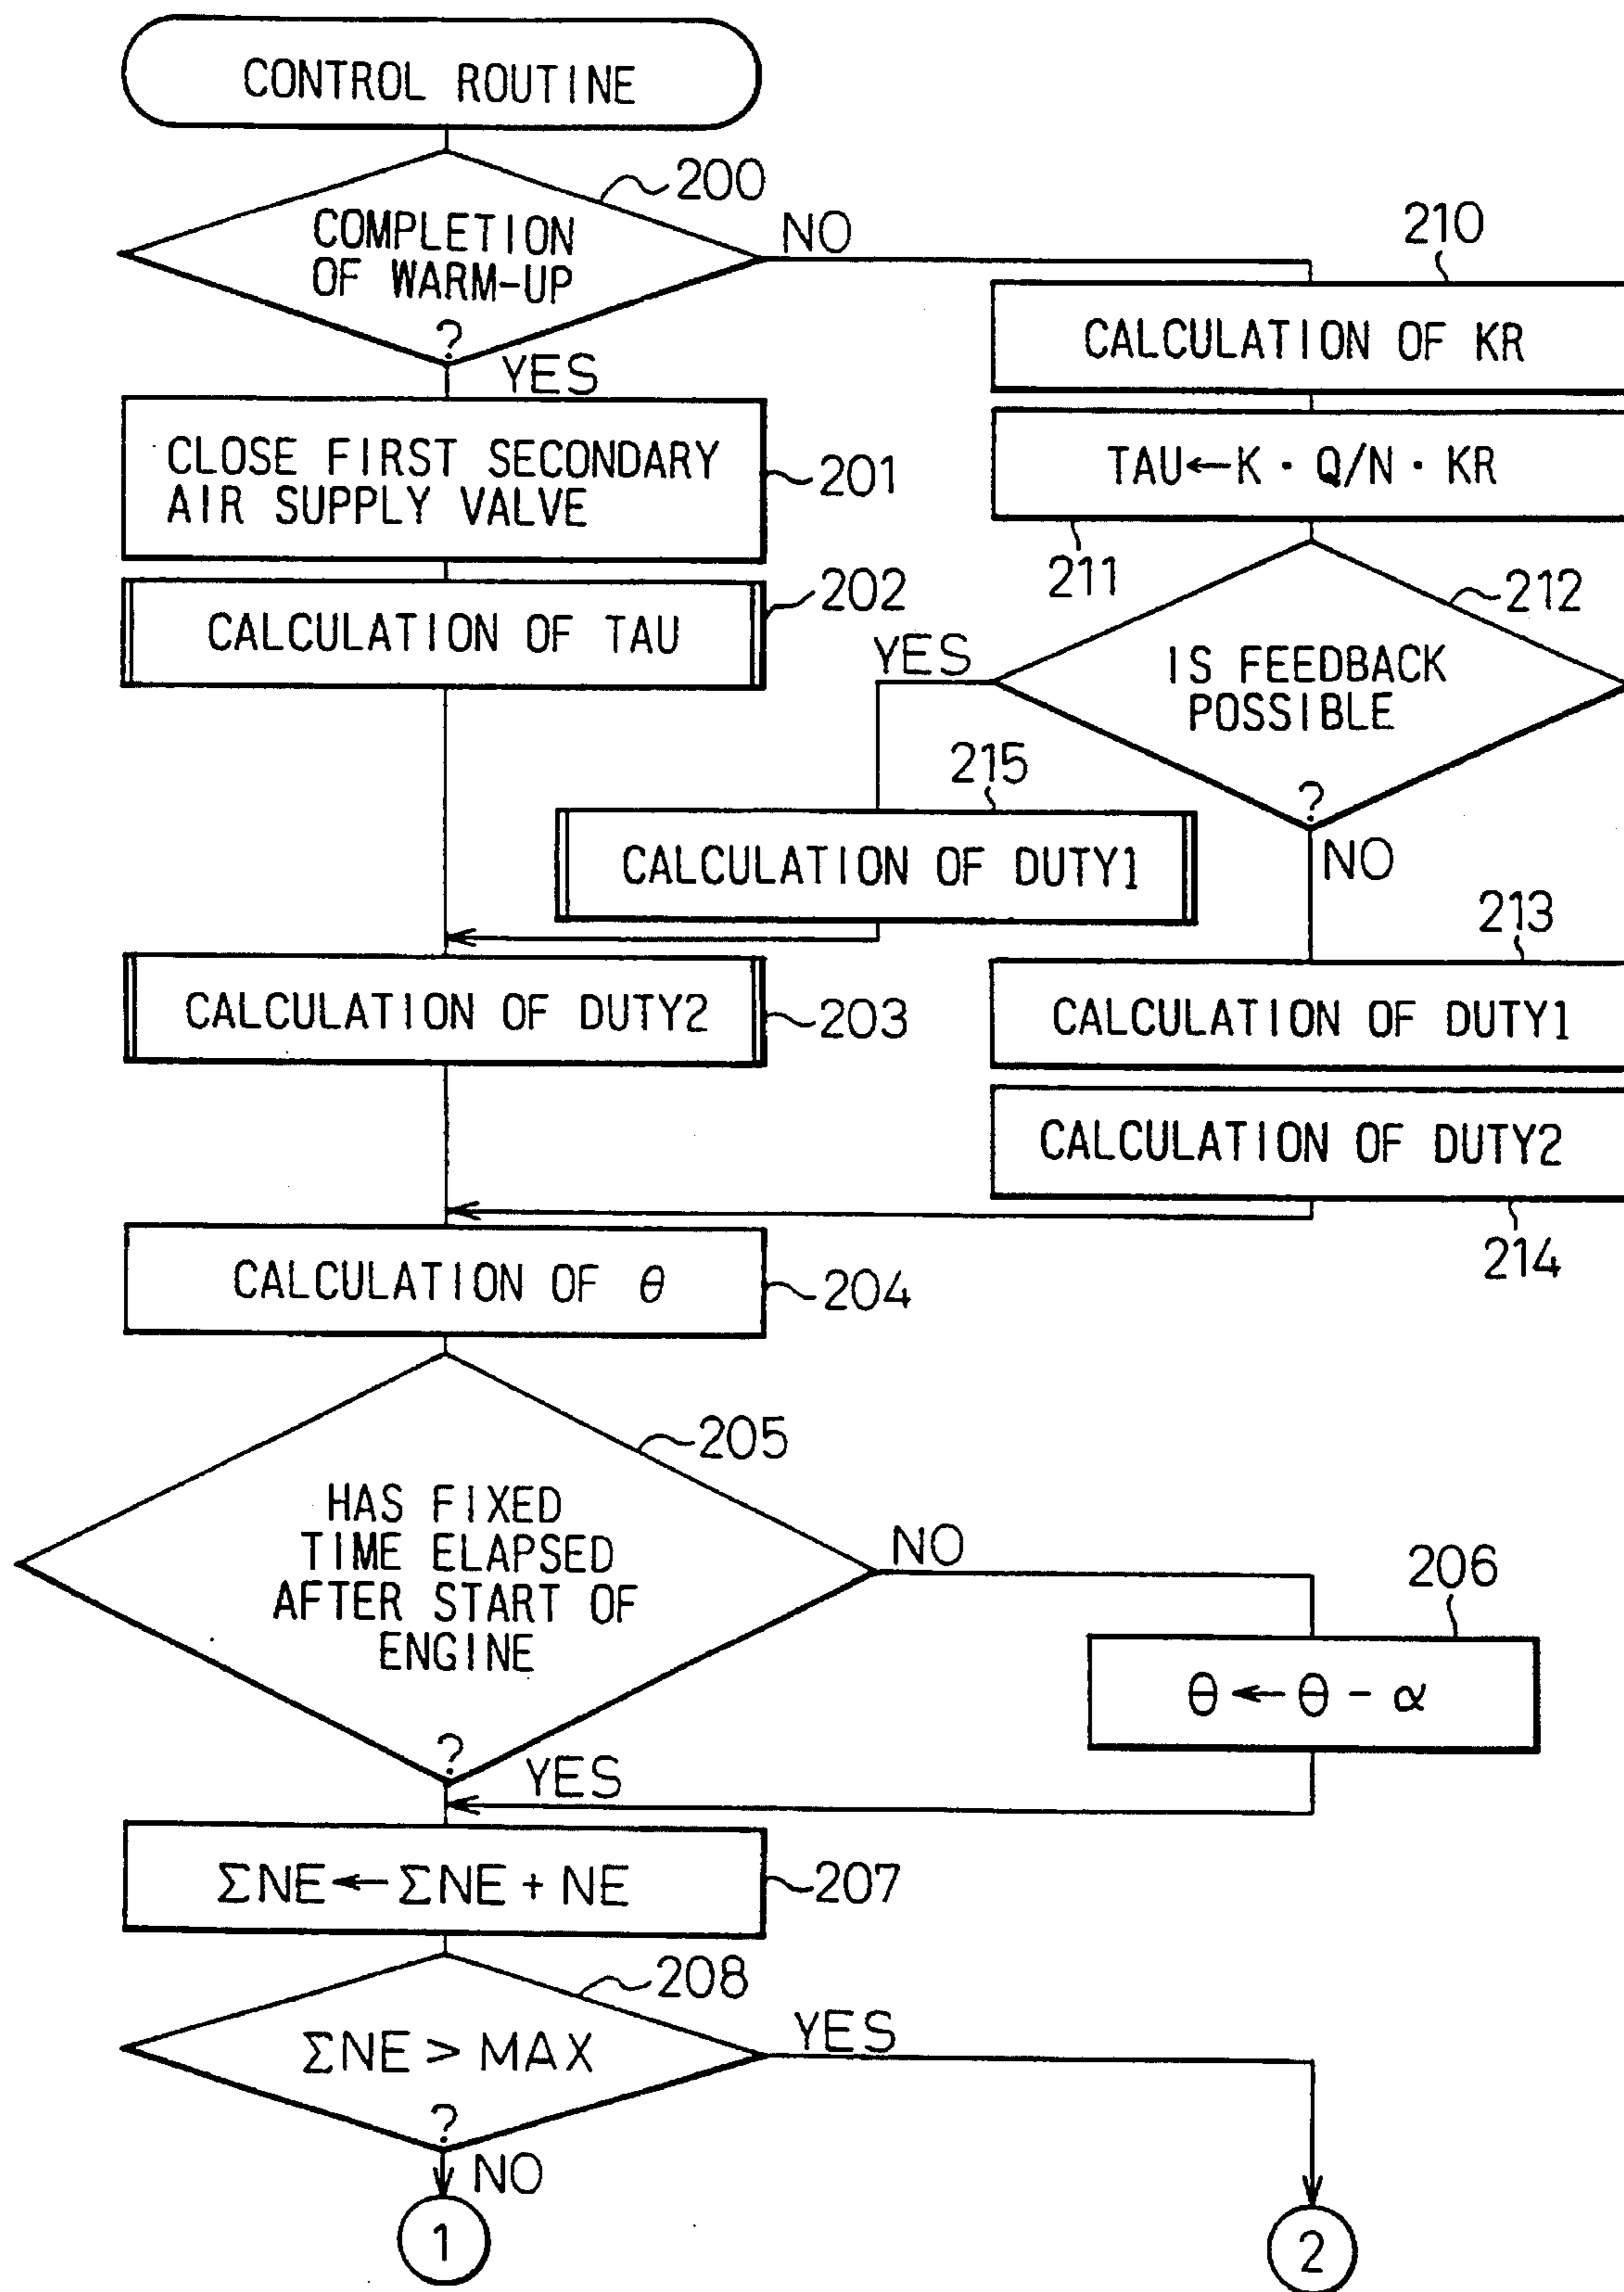 CONTROL ROUTINE
200
COMPLETION
OF WARM-UP
?
NO
YES
210
CALCULATION OF KR
CLOSE FIRST SECONDARY
AIR SUPPLY VALVE
201
TAU←K · Q/N · KR
211
CALCULATION OF TAU
202
212
IS FEEDBACK
POSSIBLE
?
YES
NO
215
CALCULATION OF DUTY1
213
CALCULATION OF DUTY2
203
CALCULATION OF DUTY1
CALCULATION OF DUTY2
214
CALCULATION OF θ
204
205
HAS FIXED
TIME ELAPSED
AFTER START OF
ENGINE
?
NO
YES
206
θ ← θ - α
ΣNE ← ΣNE + NE
207
208
ΣNE > MAX
?
YES
NO
1
2